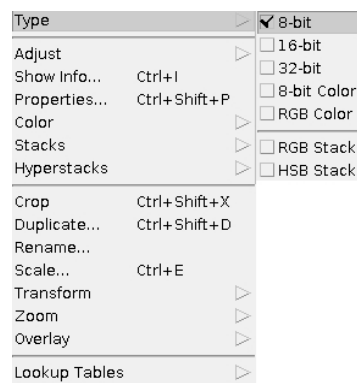 Type
Adjust
Show Info... Ctrl+I
Properties... Ctrl+Shift+P
Color
Stacks
Hyperstacks
Crop Ctrl+Shift+X
Duplicate... Ctrl+Shift+D
Rename...
Scale... Ctrl+E
Transform
Zoom
Overlay
Lookup Tables
8-bit
16-bit
32-bit
8-bit Color
RGB Color
RGB Stack
HSB Stack